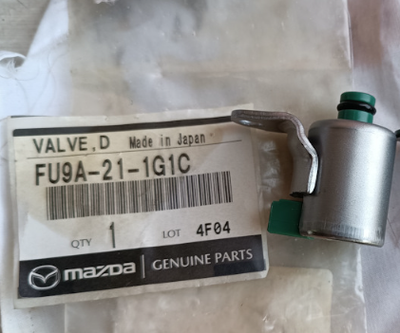 VALVE,D Made in Japan
FU9A-21-1G1C
QTY 1 LOT 4F04
mazda GENUINE PARTS